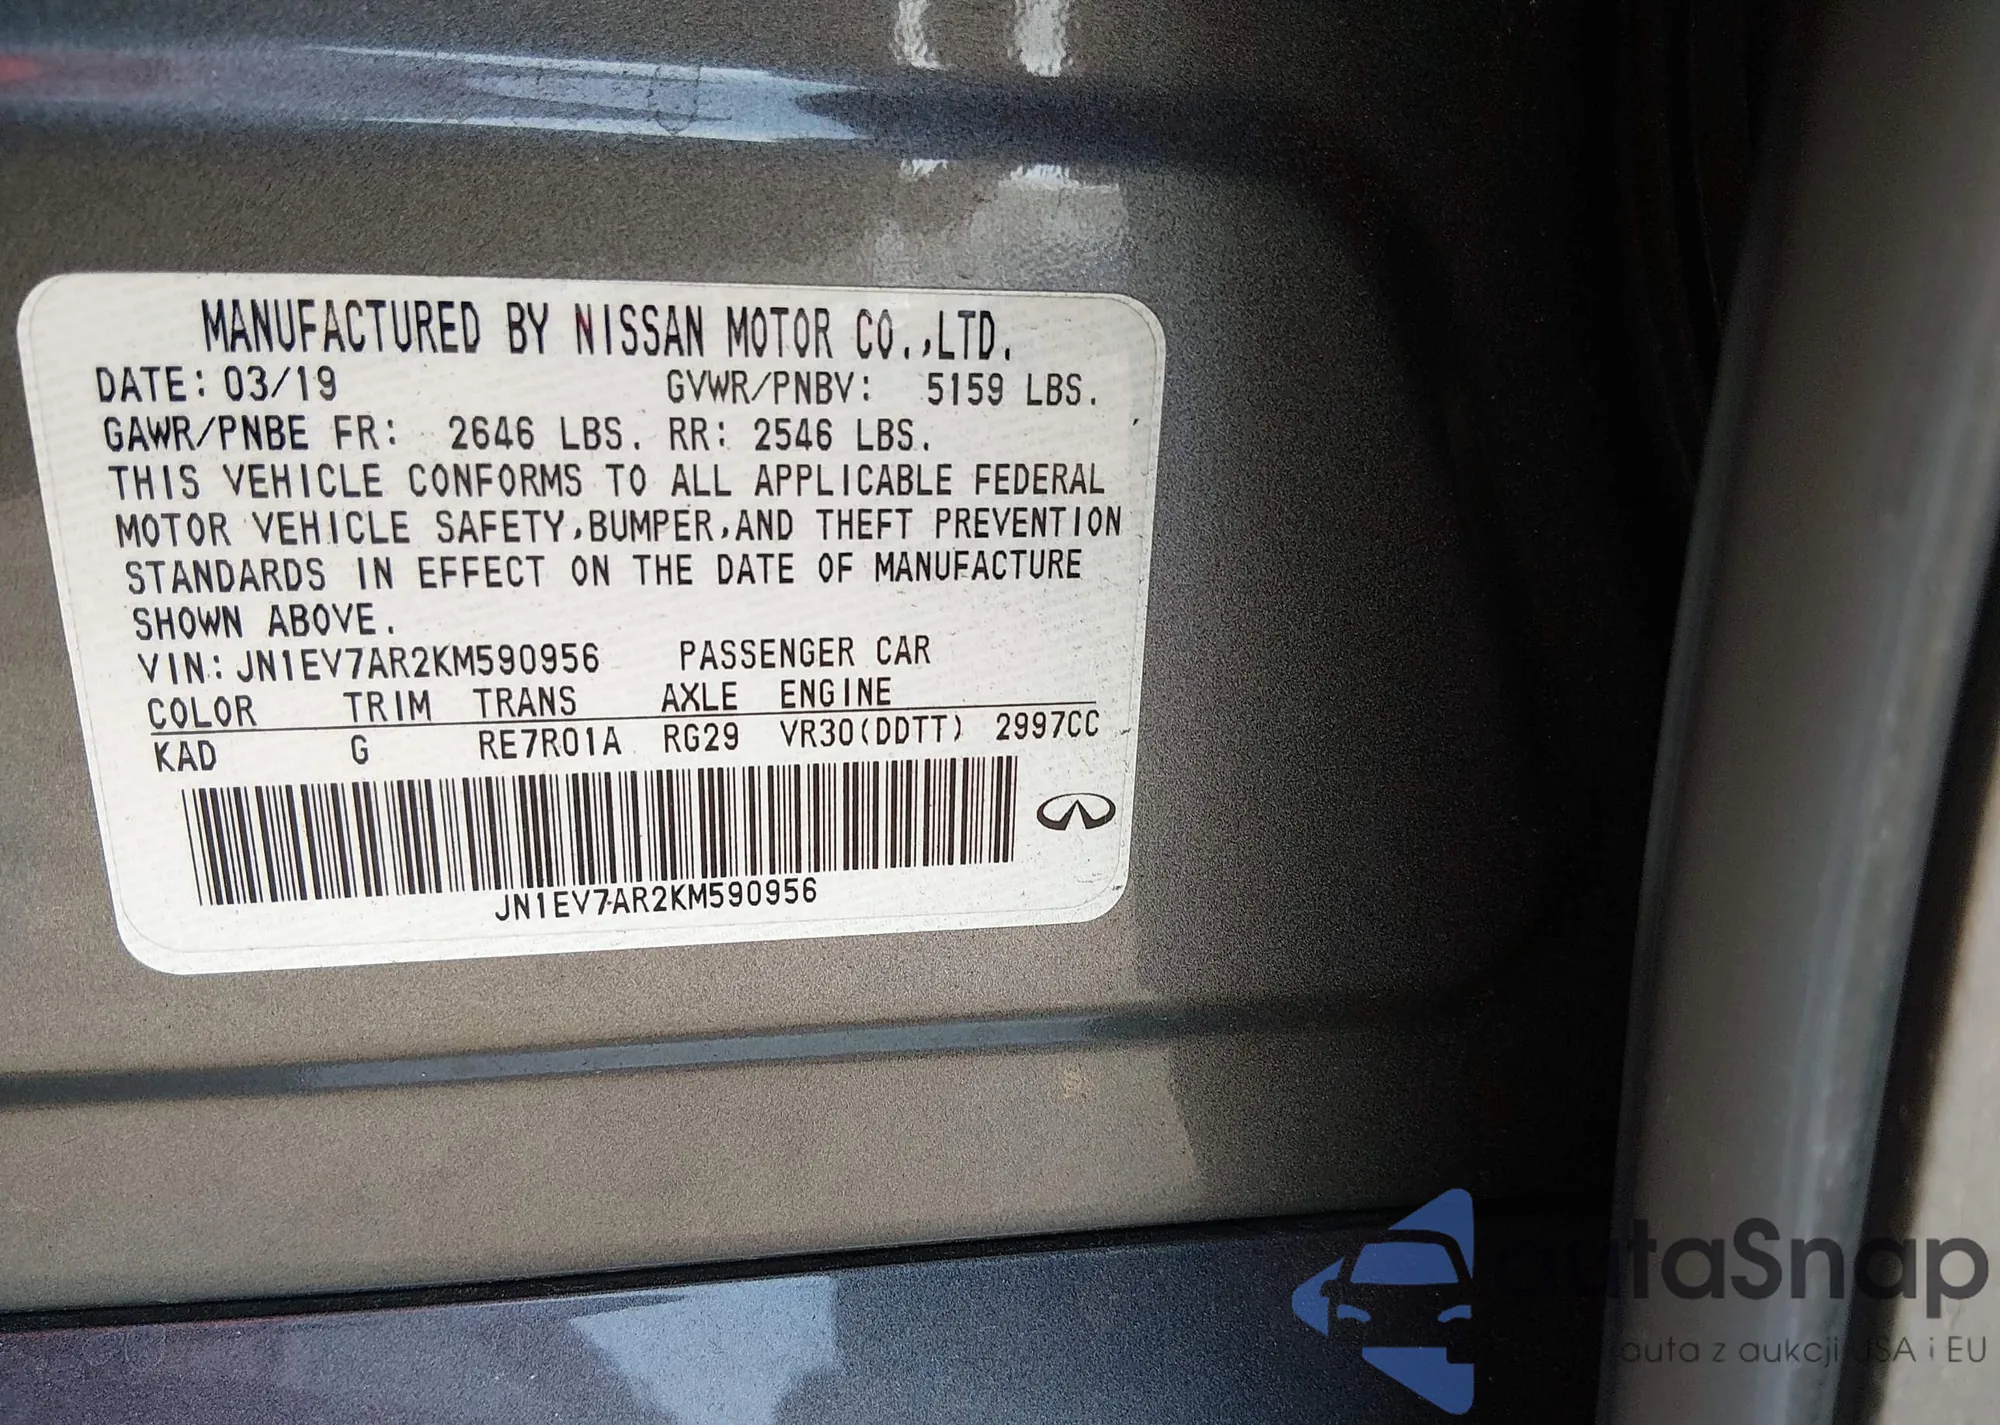 MANUFACTURED BY NISSAN MOTOR CO.,LTD.
DATE: 03/19 GVWR/PNBV: 5159 LBS.
GAWR/PNBE FR: 2646 LBS. RR: 2546 LBS.
THIS VEHICLE CONFORMS TO ALL APPLICABLE FEDERAL
MOTOR VEHICLE SAFETY,BUMPER,AND THEFT PREVENTION
STANDARDS IN EFFECT ON THE DATE OF MANUFACTURE
SHOWN ABOVE.
VIN: JN1EV7AR2KM590956 PASSENGER CAR
COLOR TRIM TRANS AXLE ENGINE
KAD G RE7R01A RG29 VR30(DDTT) 2997CC
JN1EV7AR2KM590956
autaSnap
auta z aukcji USA i EU